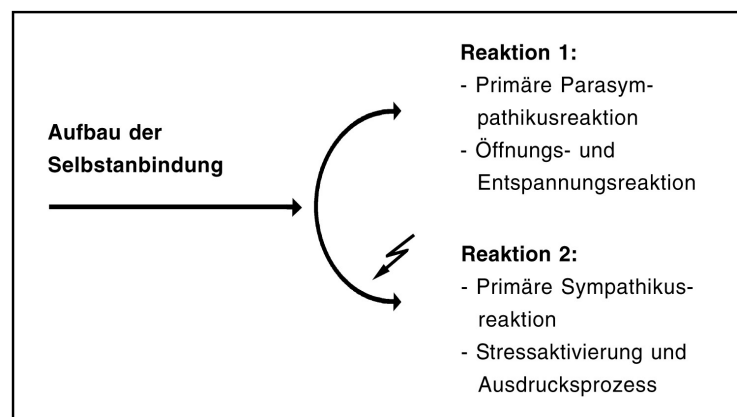 Aufbau der
Selbstanbindung
Reaktion 1:
- Primäre Parasym-
pathikusreaktion
- Öffnungs- und
Entspannungsreaktion
Reaktion 2:
- Primäre Sympathikus-
reaktion
- Stressaktivierung und
Ausdrucksprozess